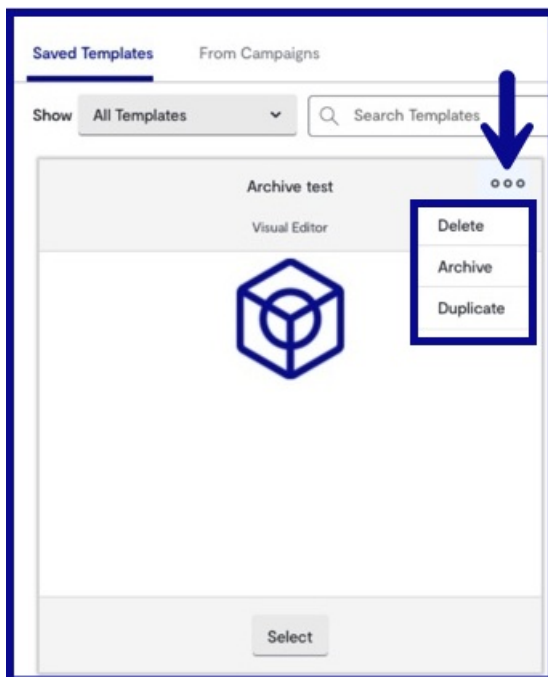 Saved Templates From Campaigns
Show All Templates Search Templates
Archive test
Visual Editor
Delete
Archive
Duplicate
Select